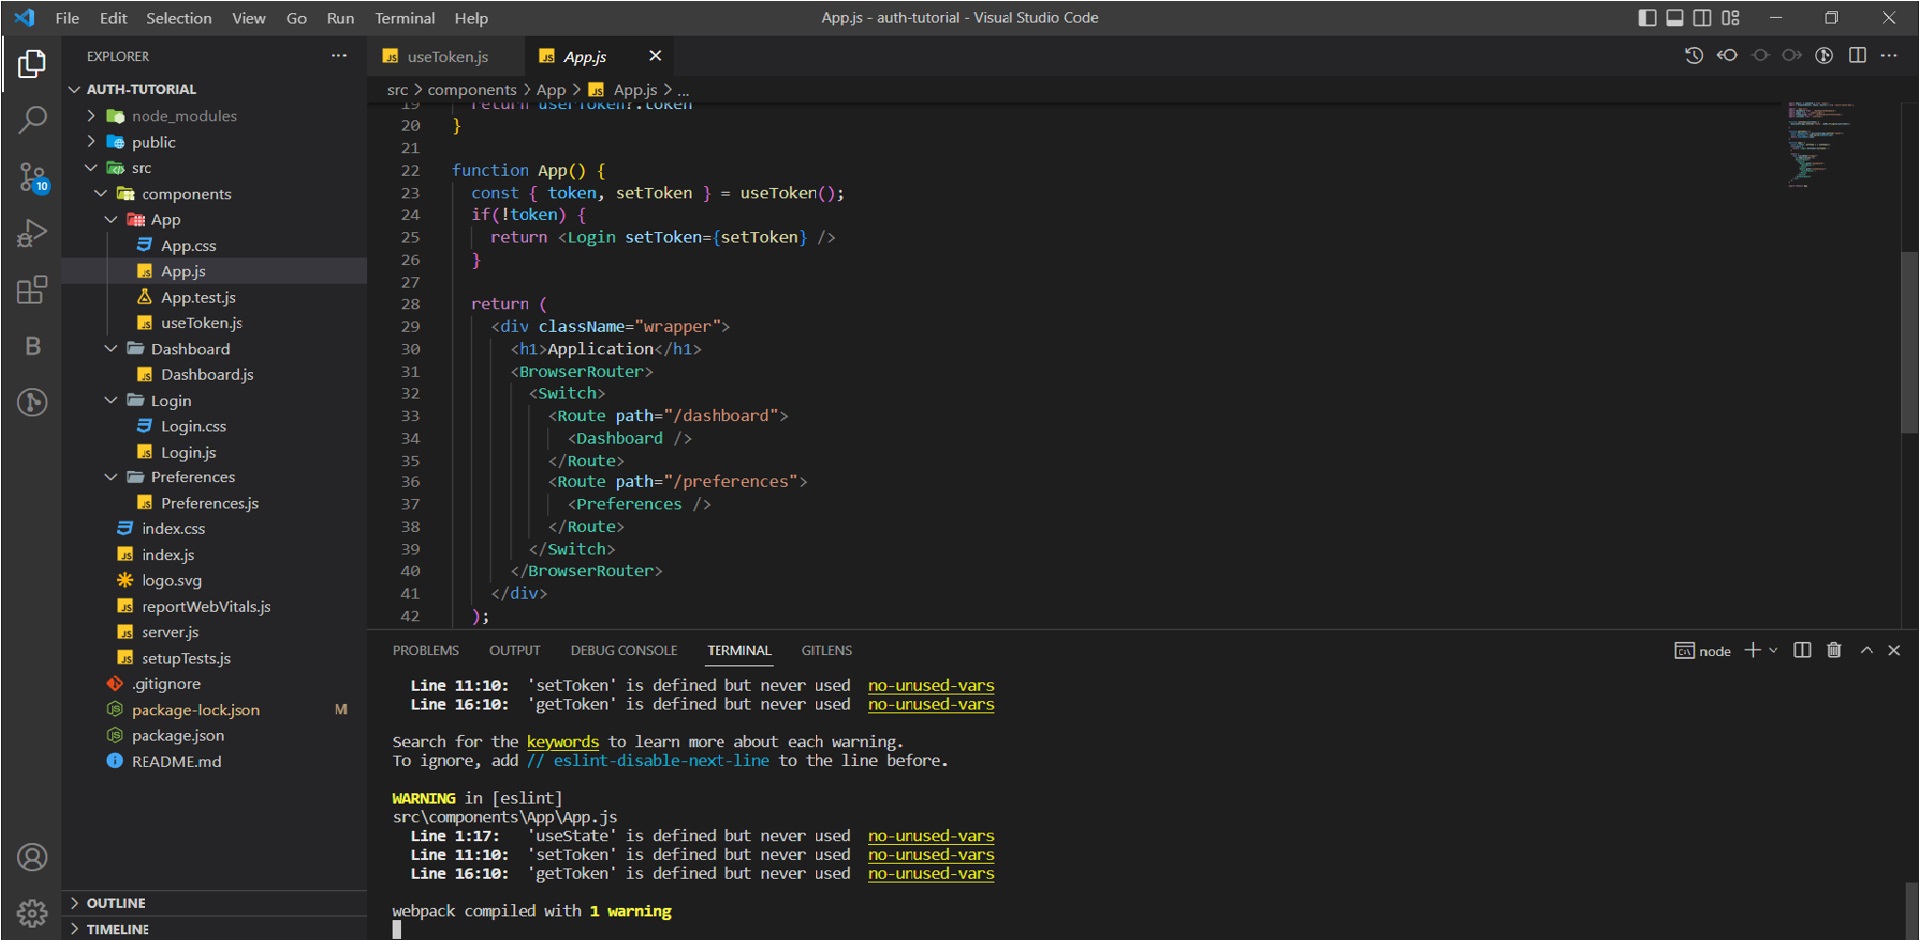 File Edit Selection View Go Run Terminal Help
App.js - auth-tutorial - Visual Studio Code
EXPLORER
AUTH-TUTORIAL
node_modules
public
src
components
App
App.css
App.js
App.test.js
useToken.js
Dashboard
Dashboard.js
Login
Login.css
Login.js
Preferences
Preferences.js
index.css
index.js
logo.svg
reportWebVitals.js
server.js
setupTests.js
.gitignore
package-lock.json M
package.json
README.md
OUTLINE
TIMELINE
10
B
JS useToken.js
JS App.js
src > components > App > JS App.js > ...
19 return userToken?.token
20 }
21
22 function App() {
23 const { token, setToken } = useToken();
24 if(!token) {
25 return <Login setToken={setToken} />
26 }
27
28 return (
29 <div className="wrapper">
30 <h1>Application</h1>
31 <BrowserRouter>
32 <Switch>
33 <Route path="/dashboard">
34 <Dashboard />
35 </Route>
36 <Route path="/preferences">
37 <Preferences />
38 </Route>
39 </Switch>
40 </BrowserRouter>
41 </div>
42 );
PROBLEMS OUTPUT DEBUG CONSOLE TERMINAL GITLENS
node
Line 11:10: 'setToken' is defined but never used no-unused-vars
Line 16:10: 'getToken' is defined but never used no-unused-vars
Search for the keywords to learn more about each warning.
To ignore, add // eslint-disable-next-line to the line before.
WARNING in [eslint]
src\components\App\App.js
Line 1:17: 'useState' is defined but never used no-unused-vars
Line 11:10: 'setToken' is defined but never used no-unused-vars
Line 16:10: 'getToken' is defined but never used no-unused-vars
webpack compiled with 1 warning